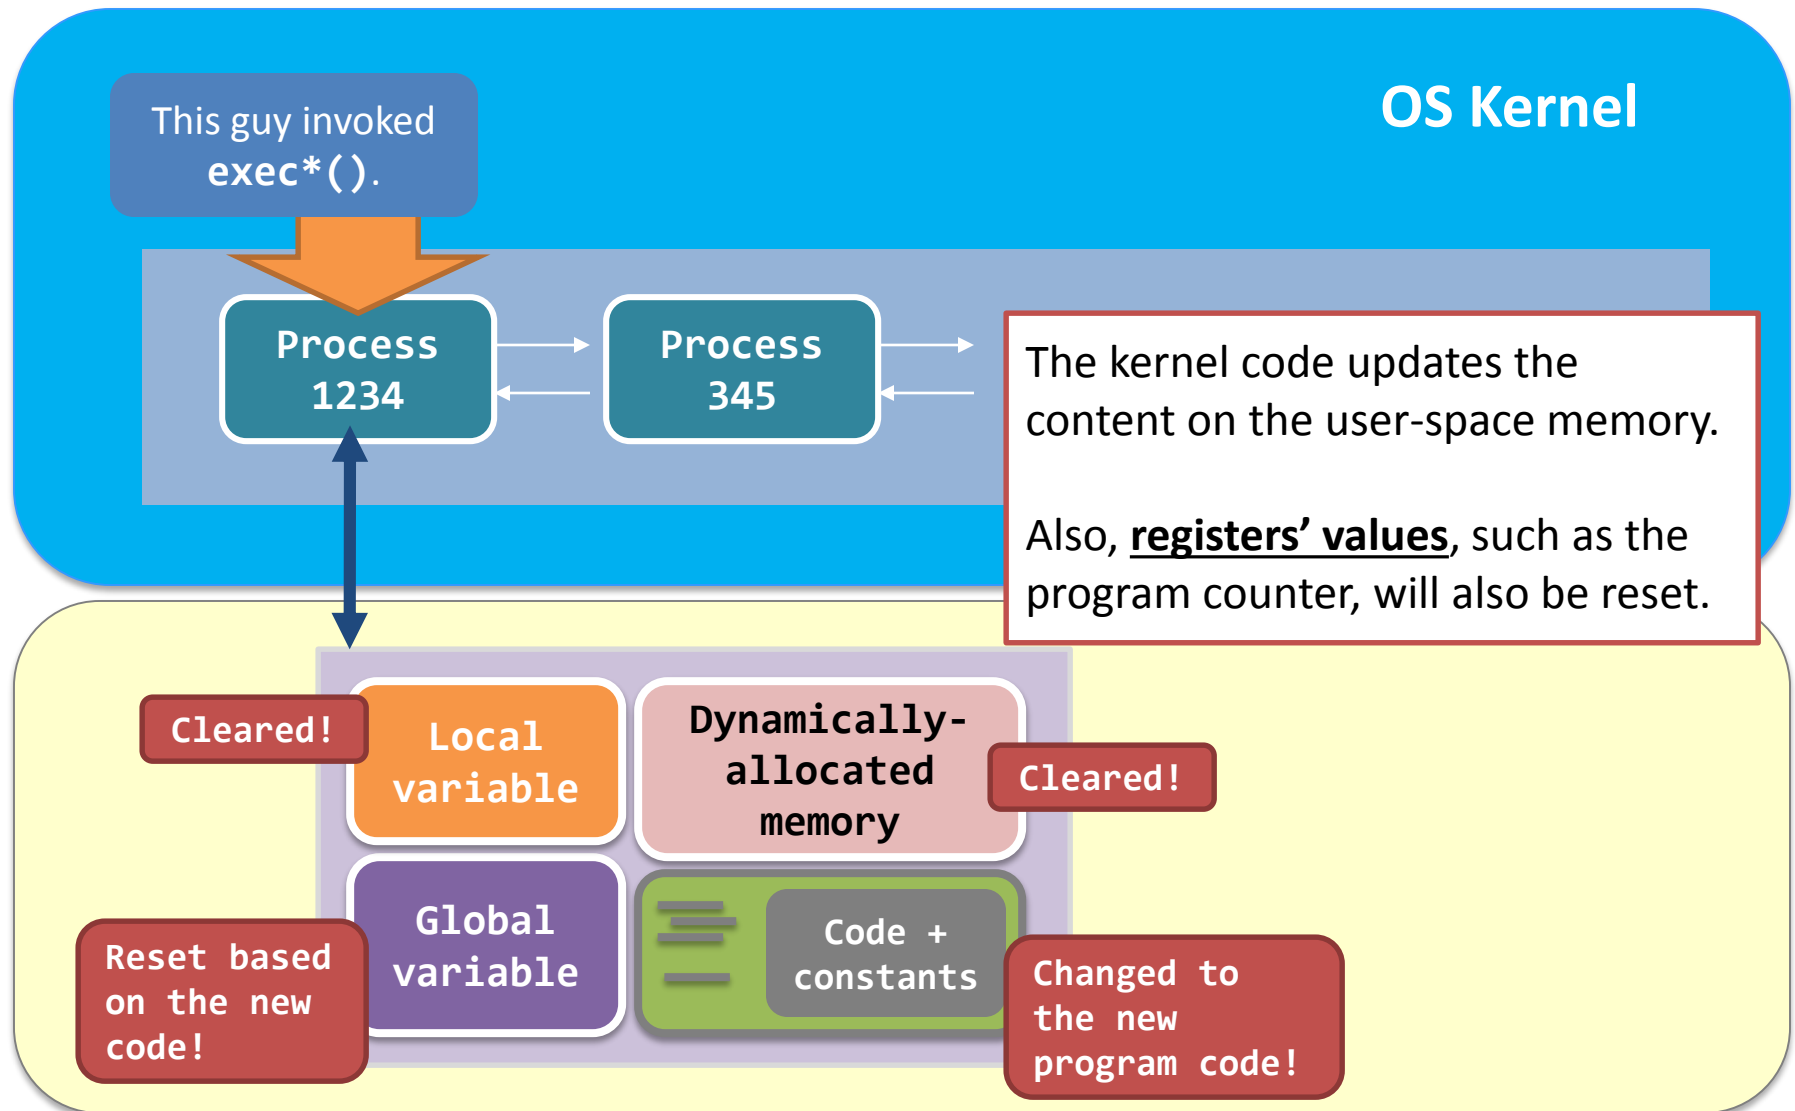 OS Kernel
This guy invoked
exec*().
Process
1234
Process
345
The kernel code updates the
content on the user-space memory.
Also, registers’ values, such as the
program counter, will also be reset.
Cleared!
Local
variable
Dynamically-
allocated
memory
Cleared!
Global
variable
Code +
constants
Reset based
on the new
code!
Changed to
the new
program code!